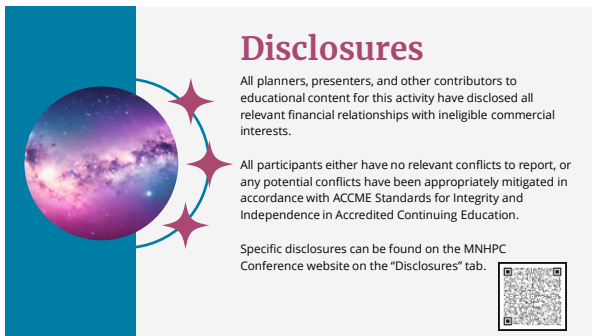 Disclosures
All planners, presenters, and other contributors to
educational content for this activity have disclosed all
relevant financial relationships with ineligible commercial
interests.
All participants either have no relevant conflicts to report, or
any potential conflicts have been appropriately mitigated in
accordance with ACCME Standards for Integrity and
Independence in Accredited Continuing Education.
Specific disclosures can be found on the MNHPC
Conference website on the “Disclosures” tab.